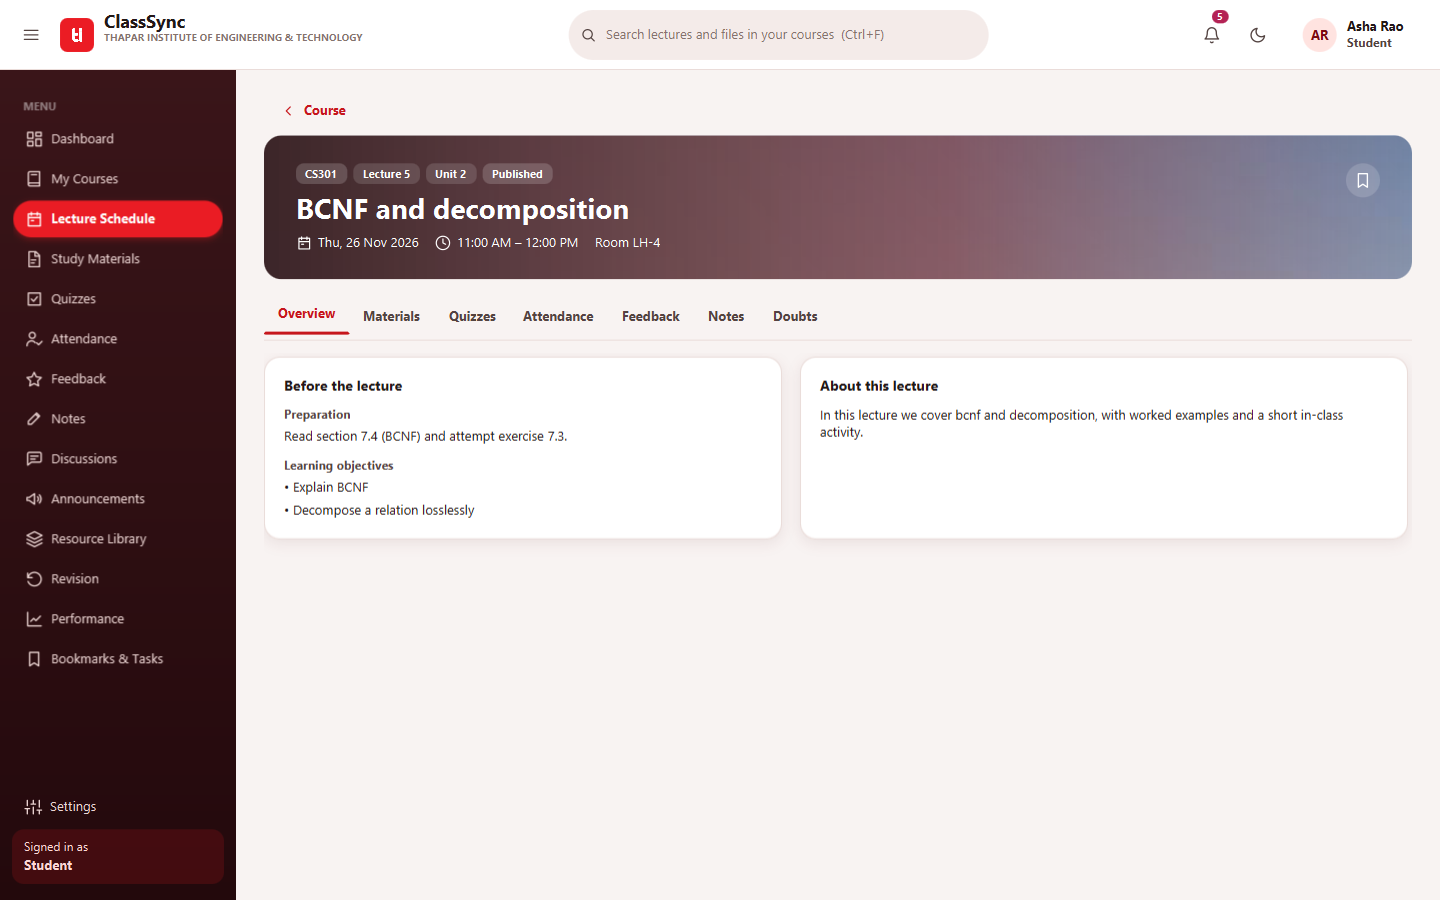 ClassSync
THAPAR INSTITUTE OF ENGINEERING & TECHNOLOGY
Search lectures and files in your courses (Ctrl+F)
5
AR
Asha Rao
Student
MENU
Dashboard
My Courses
Lecture Schedule
Study Materials
Quizzes
Attendance
Feedback
Notes
Discussions
Announcements
Resource Library
Revision
Performance
Bookmarks & Tasks
Settings
Signed in as
Student
Course
CS301
Lecture 5
Unit 2
Published
BCNF and decomposition
Thu, 26 Nov 2026
11:00 AM – 12:00 PM
Room LH-4
Overview
Materials
Quizzes
Attendance
Feedback
Notes
Doubts
Before the lecture
Preparation
Read section 7.4 (BCNF) and attempt exercise 7.3.
Learning objectives
• Explain BCNF
• Decompose a relation losslessly
About this lecture
In this lecture we cover bcnf and decomposition, with worked examples and a short in-class
activity.